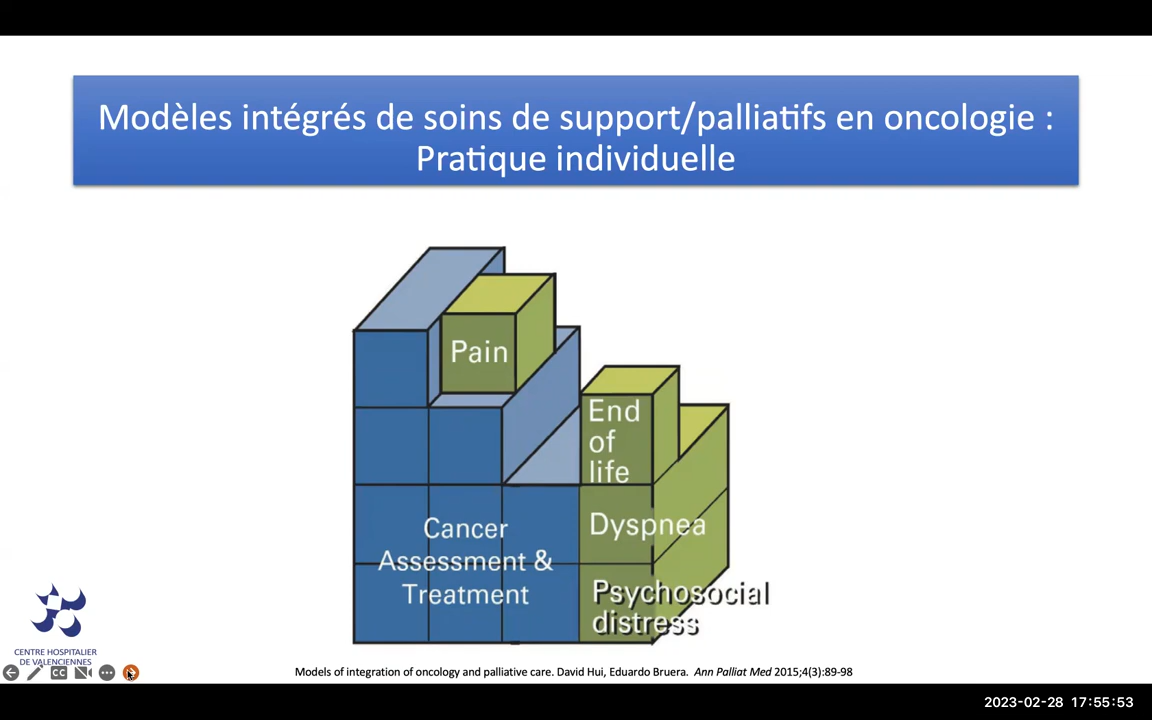 Modèles intégrés de soins de support/palliatifs en oncologie :
Pratique individuelle
Pain
End
of
life
Cancer
Assessment &
Treatment
Dyspnea
Psychosocial
distress
CENTRE HOSPITALIER
DE VALENCIENNES
CC
Models of integration of oncology and palliative care. David Hui, Eduardo Bruera. Ann Palliat Med 2015;4(3):89-98
2023-02-28 17:55:53